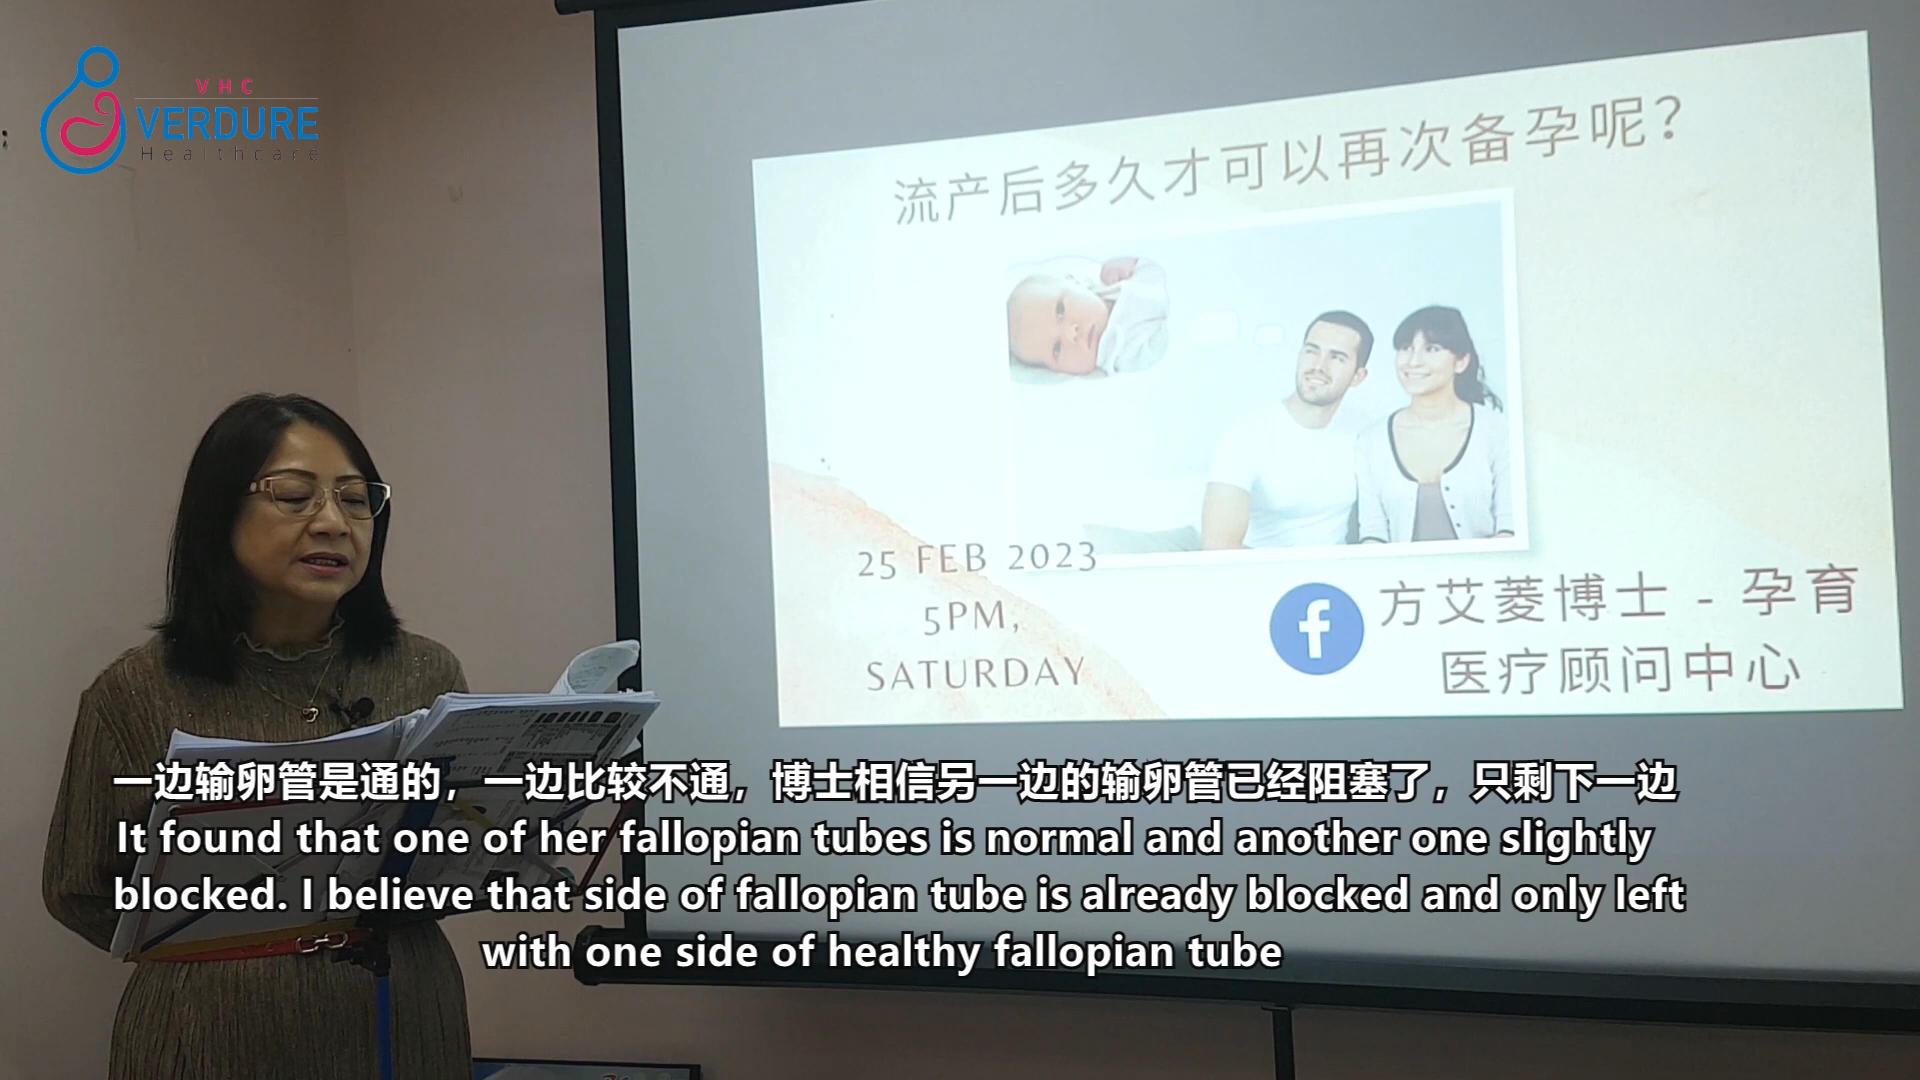 VHC
VERDURE
Healthcare
流产后多久才可以再次备孕呢?
25 FEB 2023
5PM,
SATURDAY
f
方艾菱博士 - 孕育
医疗顾问中心
一边输卵管是通的，一边比较不通，博士相信另一边的输卵管已经阻塞了，只剩下一边
It found that one of her fallopian tubes is normal and another one slightly
blocked. I believe that side of fallopian tube is already blocked and only left
with one side of healthy fallopian tube